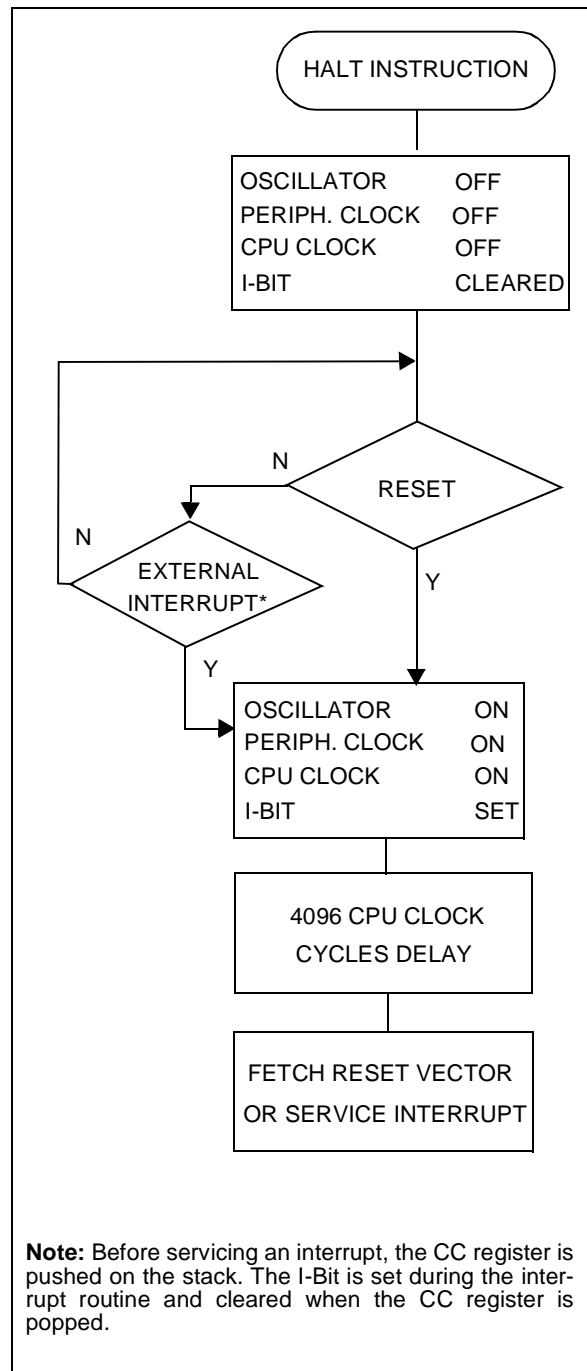 HALT INSTRUCTION
OSCILLATOR OFF
PERIPH. CLOCK OFF
CPU CLOCK OFF
I-BIT CLEARED
N
RESET
N
EXTERNAL
INTERRUPT*
Y
Y
OSCILLATOR ON
PERIPH. CLOCK ON
CPU CLOCK ON
I-BIT SET
4096 CPU CLOCK
CYCLES DELAY
FETCH RESET VECTOR
OR SERVICE INTERRUPT
Note: Before servicing an interrupt, the CC register is
pushed on the stack. The I-Bit is set during the inter-
rupt routine and cleared when the CC register is
popped.